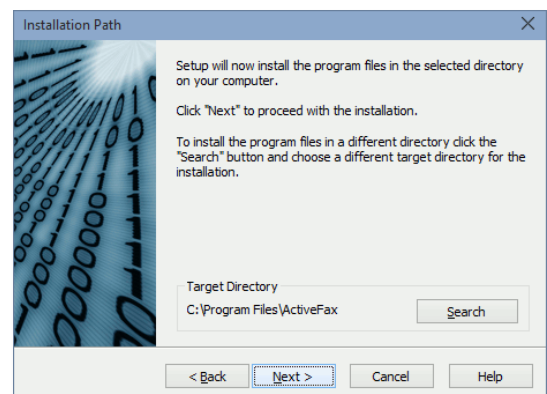 Installation Path
Setup will now install the program files in the selected directory
on your computer.
Click "Next" to proceed with the installation.
To install the program files in a different directory click the
"Search" button and choose a different target directory for the
installation.
Target Directory
C:\Program Files\ActiveFax
Search
< Back Next > Cancel Help